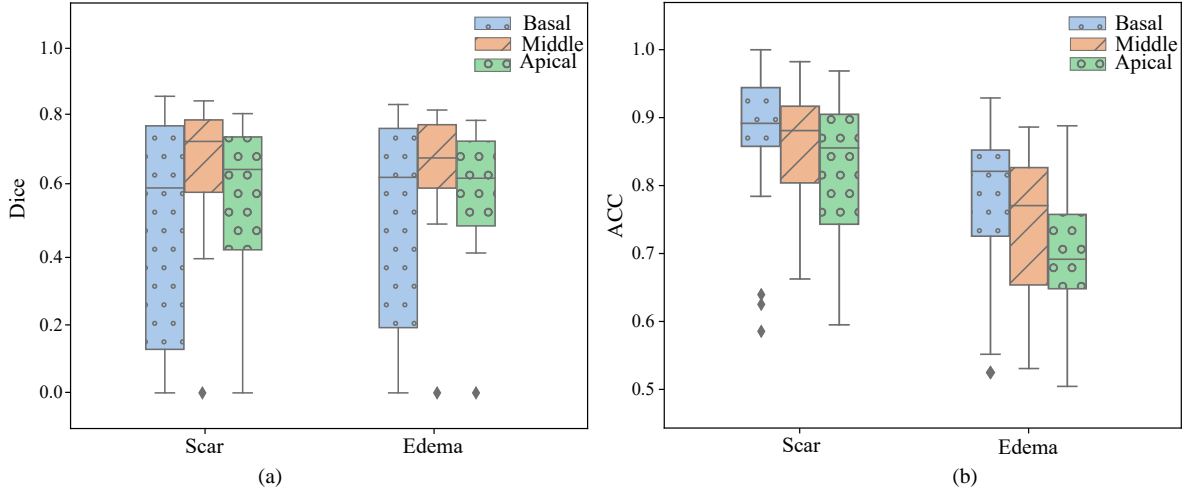 Basal
Middle
Apical
1.0
0.8
0.6
0.4
0.2
0.0
Dice
Scar
Edema
(a)
Basal
Middle
Apical
1.0
0.9
0.8
0.7
0.6
0.5
ACC
Scar
Edema
(b)